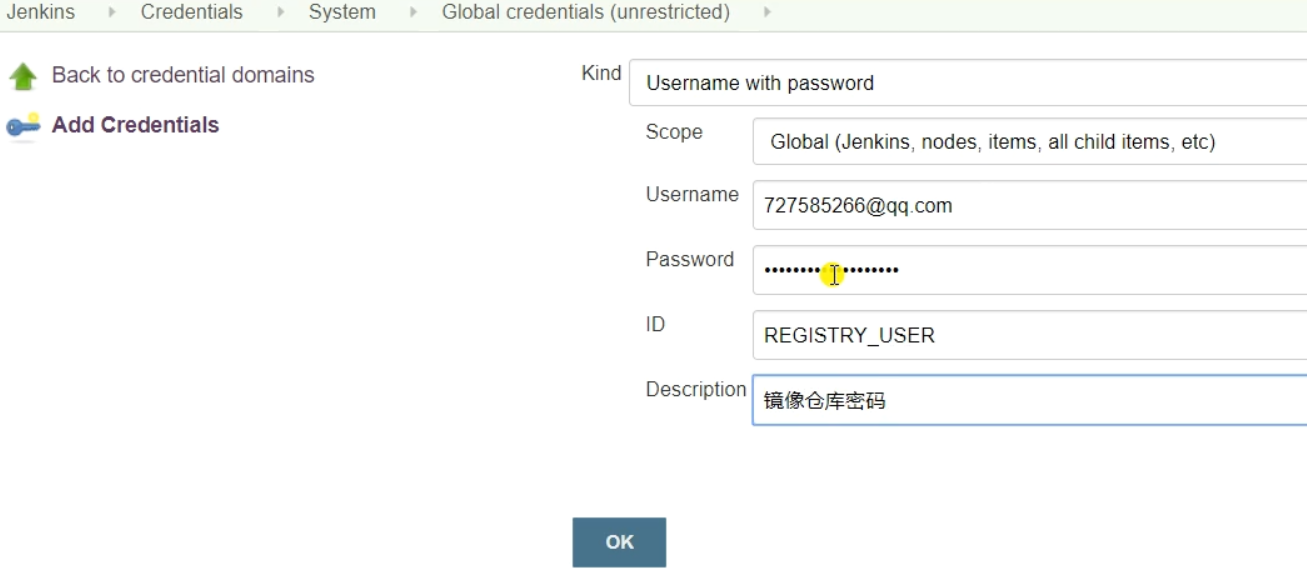 Jenkins Credentials System Global credentials (unrestricted)
Back to credential domains
Add Credentials
Kind Username with password
Scope Global (Jenkins, nodes, items, all child items, etc)
Username 727585266@qq.com
Password
ID REGISTRY_USER
Description 镜像仓库密码
OK